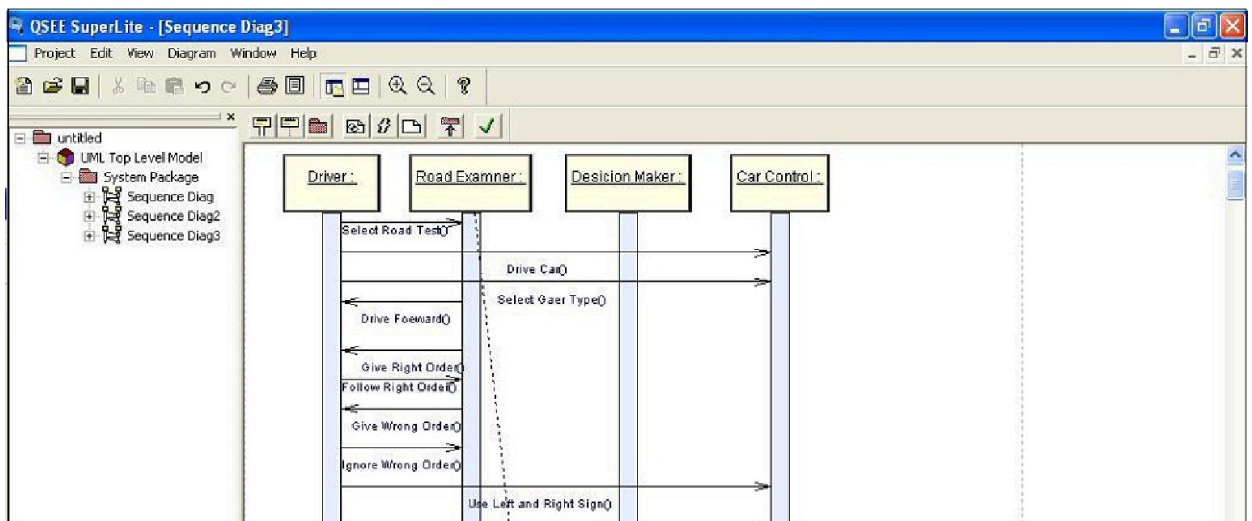 QSEE SuperLite - [Sequence Diag3]
Project Edit View Diagram Window Help
untitled
UML Top Level Model
System Package
Sequence Diag
Sequence Diag2
Sequence Diag3
Driver : Road Examner : Desicion Maker : Car Control :
Select Road Test()
Drive Car()
Select Gaer Type()
Drive Foeward()
Give Right Order()
Follow Right Order()
Give Wrong Order()
Ignore Wrong Order()
Use Left and Right Sign()